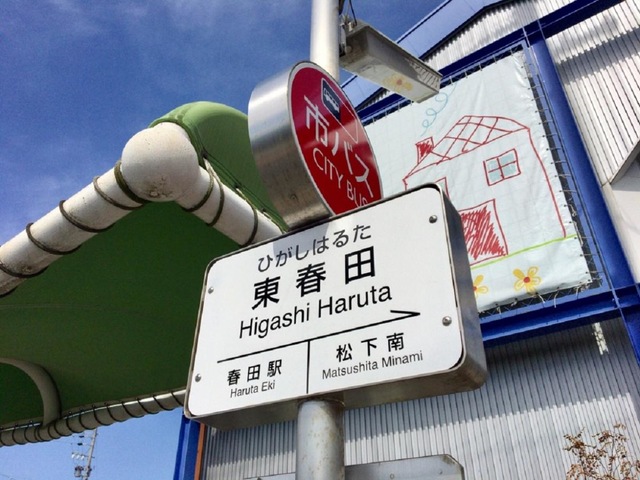 市バス
CITY BUS
ひがしはるた
東春田
Higashi Haruta
春田駅
Haruta Eki
松下南
Matsushita Minami